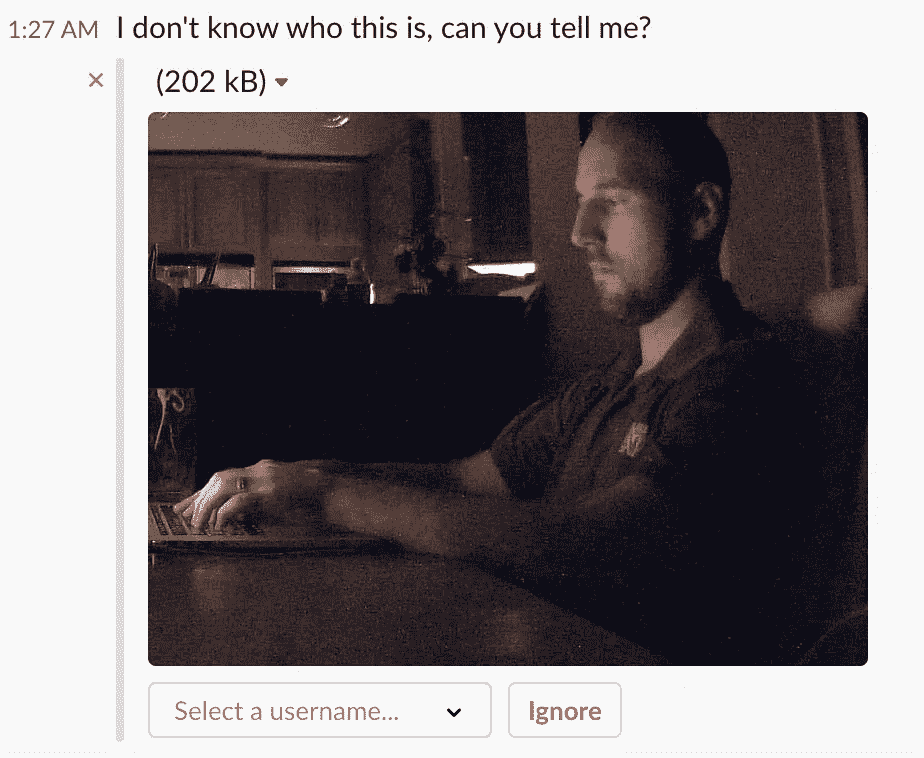 1:27 AM I don't know who this is, can you tell me?
(202 kB)
Select a username...
Ignore